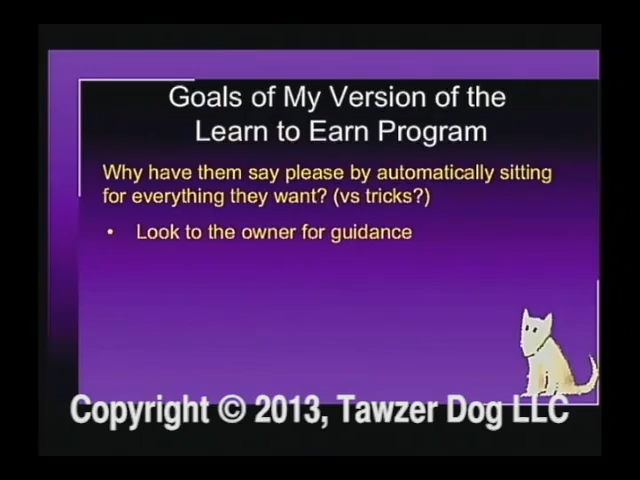 Goals of My Version of the
Learn to Earn Program
Why have them say please by automatically sitting
for everything they want? (vs tricks?)
• Look to the owner for guidance
Copyright © 2013, Tawzer Dog LLC